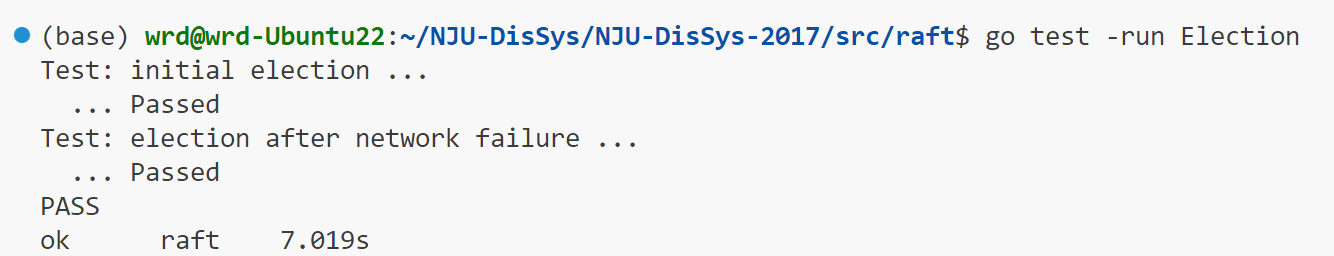 (base) wrd@wrd-Ubuntu22:~/NJU-DisSys/NJU-DisSys-2017/src/raft$ go test -run Election
Test: initial election ...
  ... Passed
Test: election after network failure ...
  ... Passed
PASS
ok      raft    7.019s